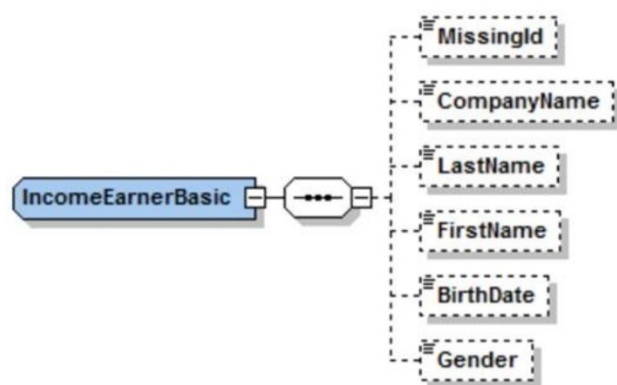 MissingId
CompanyName
LastName
IncomeEarnerBasic
FirstName
BirthDate
Gender